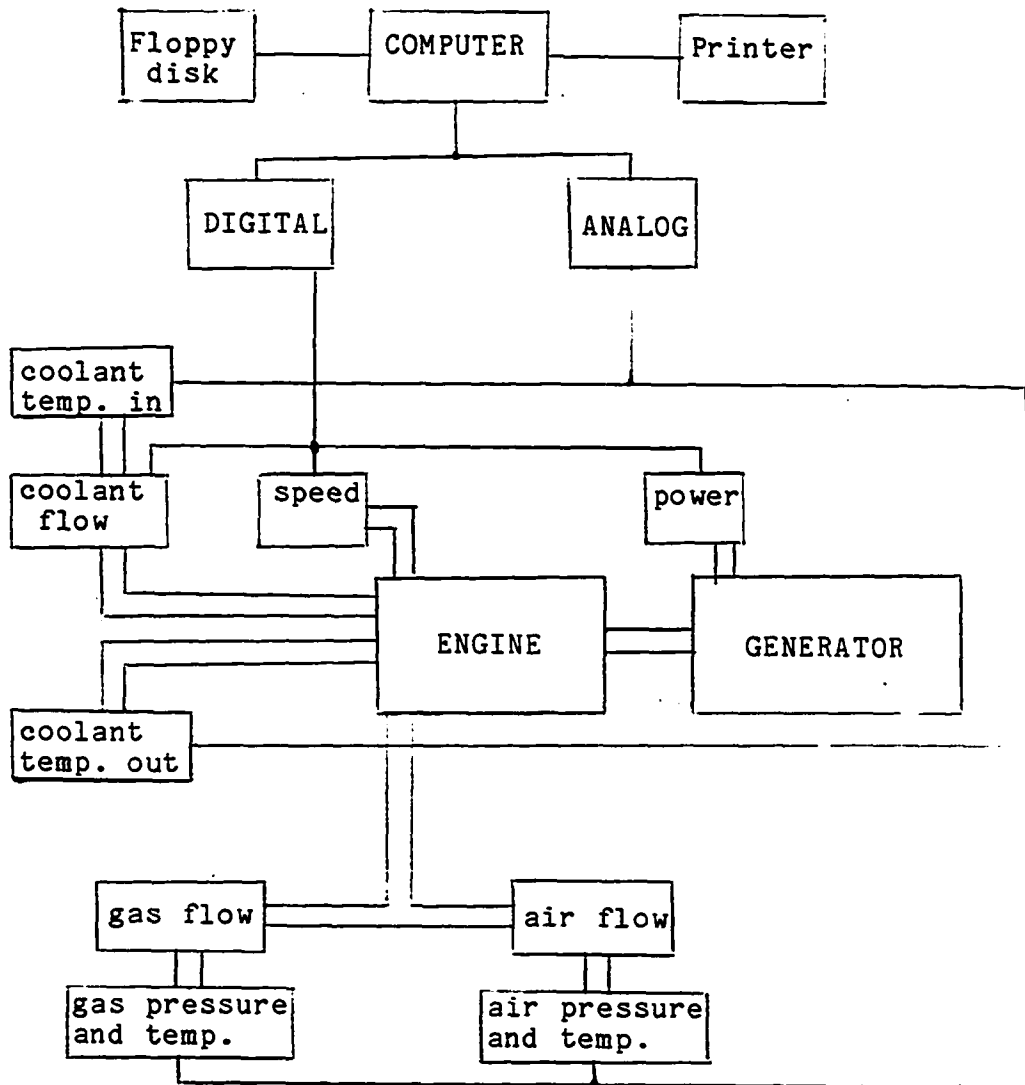 Floppy
disk
COMPUTER
Printer
DIGITAL
ANALOG
coolant
temp. in
coolant
flow
speed
power
ENGINE
GENERATOR
coolant
temp. out
gas flow
air flow
gas pressure
and temp.
air pressure
and temp.